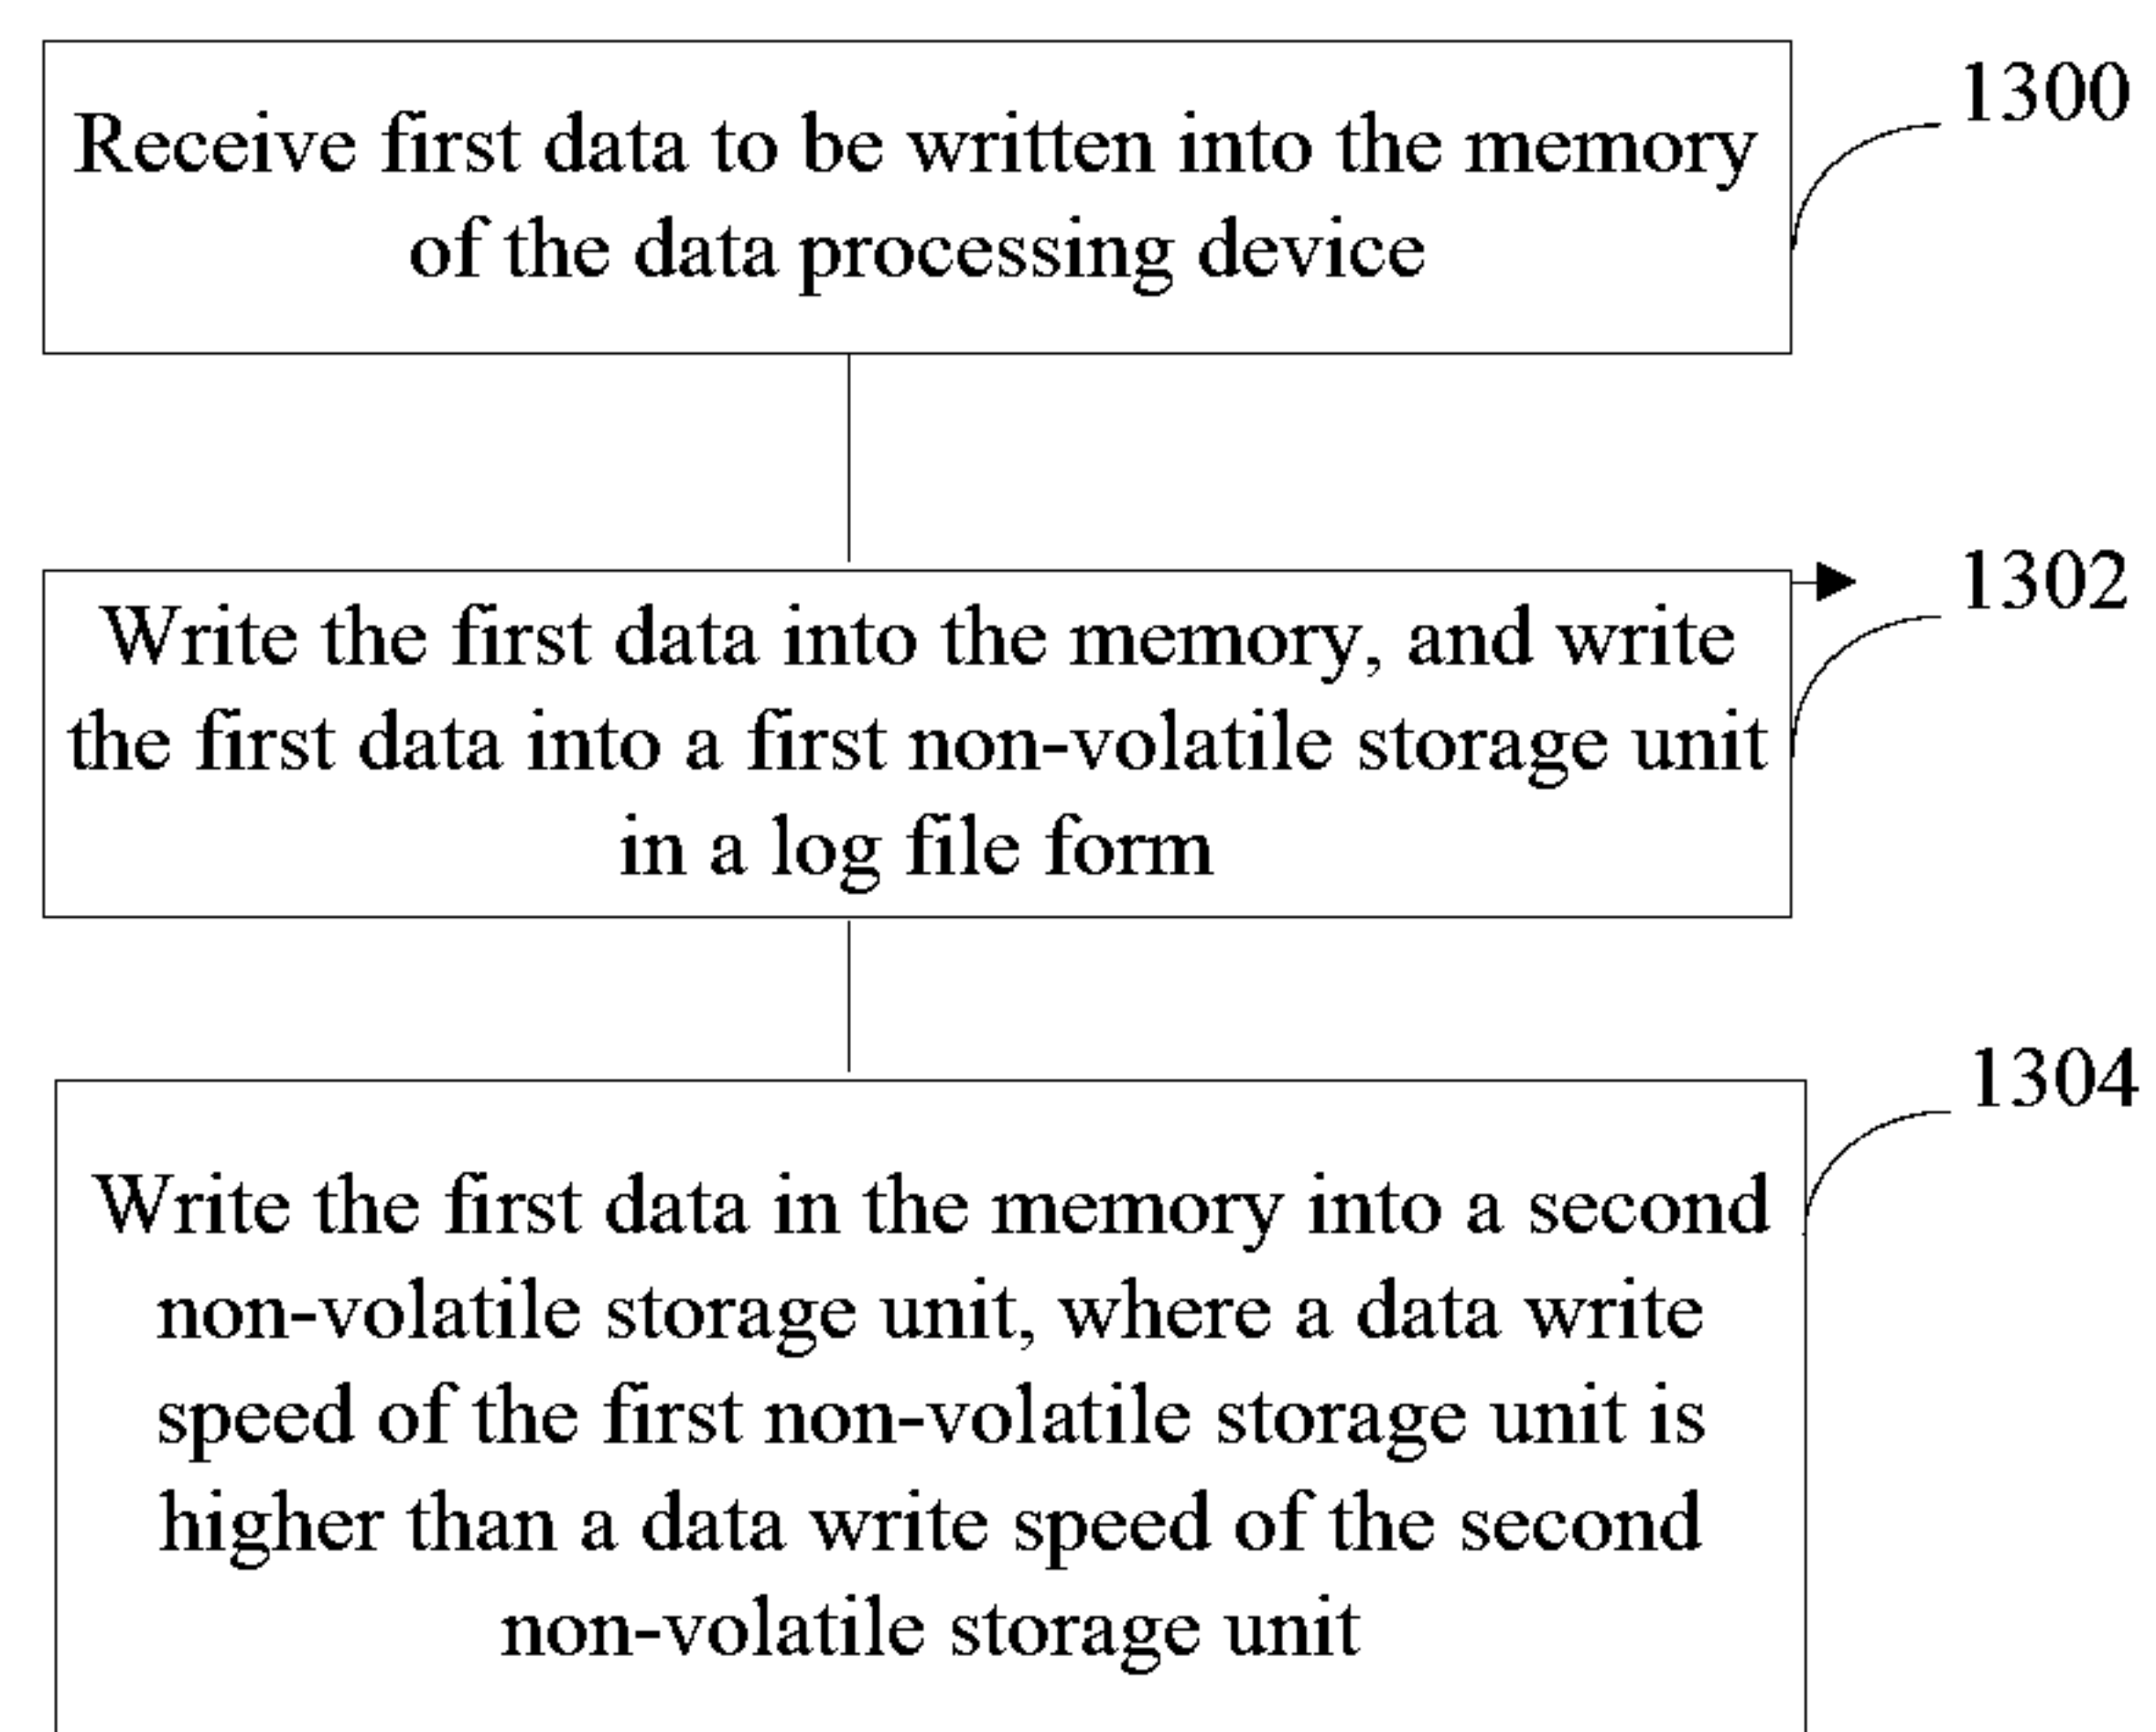 1300
Receive first data to be written into the memory
of the data processing device
1302
Write the first data into the memory, and write
the first data into a first non-volatile storage unit
in a log file form
1304
Write the first data in the memory into a second
non-volatile storage unit, where a data write
speed of the first non-volatile storage unit is
higher than a data write speed of the second
non-volatile storage unit